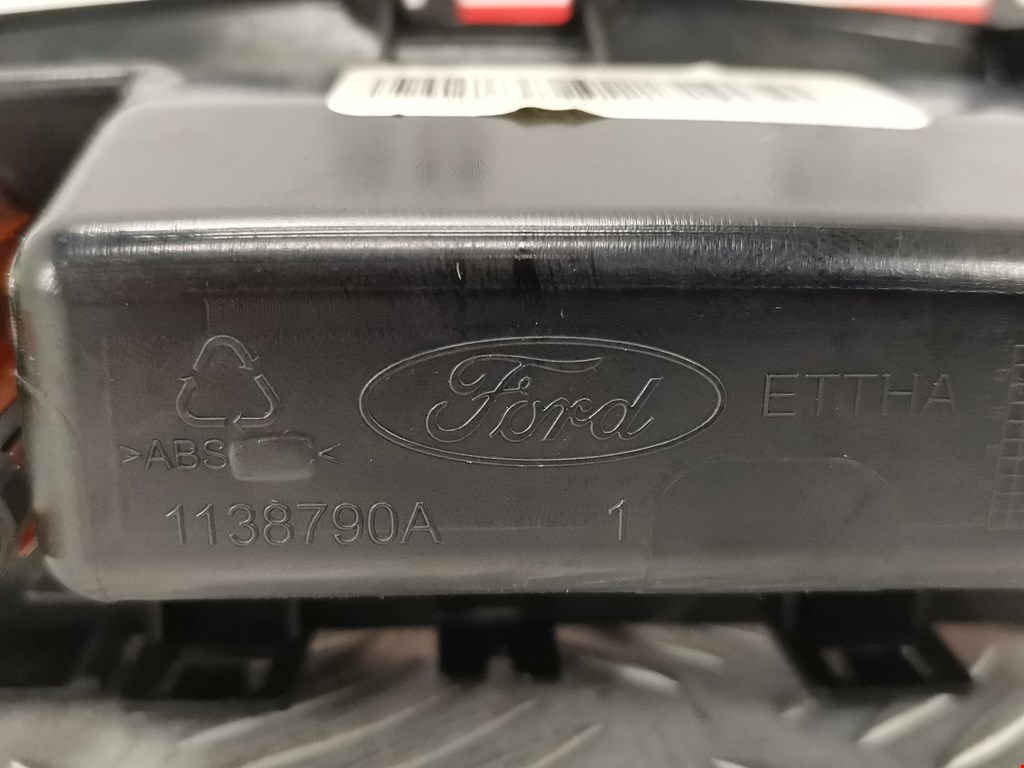 Ford ETTHA
>ABS <
1138790A 1